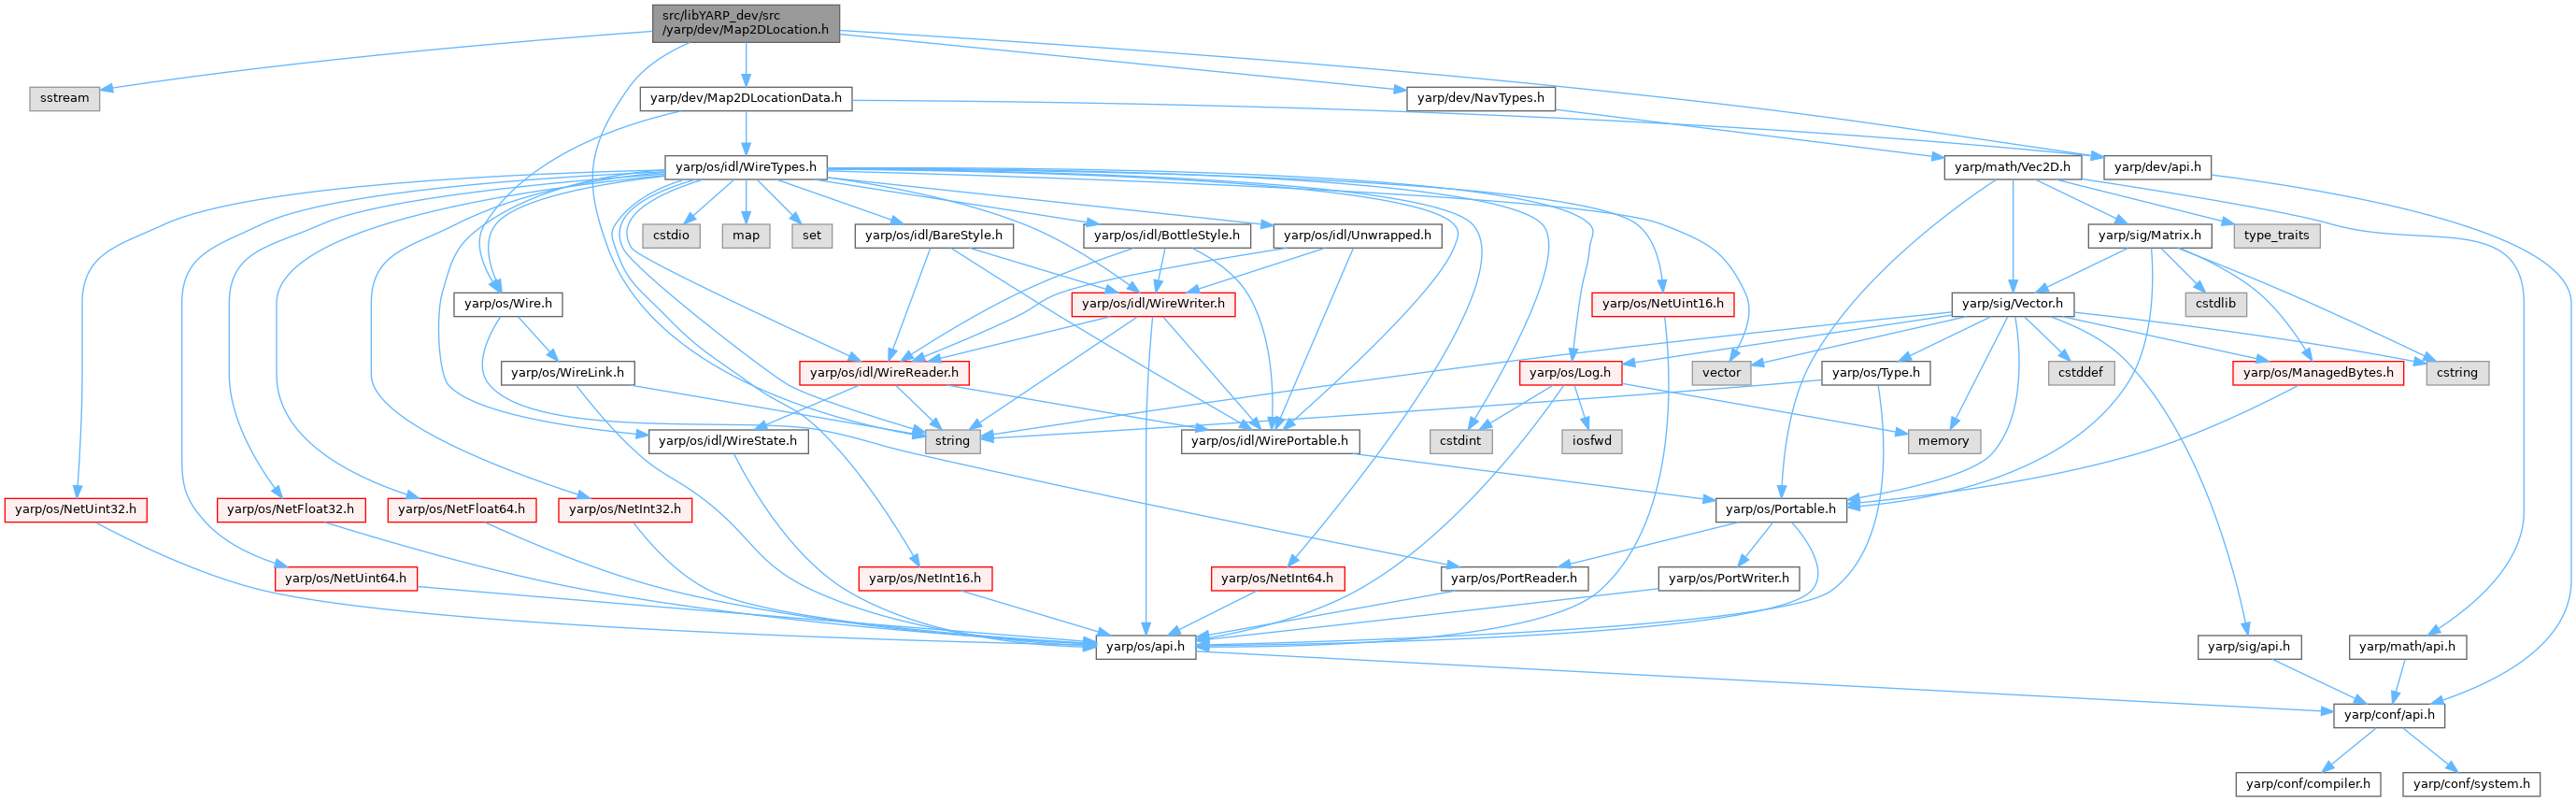 src/libYARP_dev/src
/yarp/dev/Map2DLocation.h
sstream
yarp/dev/Map2DLocationData.h
yarp/dev/NavTypes.h
yarp/os/idl/WireTypes.h
yarp/math/Vec2D.h
yarp/dev/api.h
cstdio
map
set
yarp/os/idl/BareStyle.h
yarp/os/idl/BottleStyle.h
yarp/os/idl/Unwrapped.h
yarp/sig/Matrix.h
type_traits
yarp/os/Wire.h
yarp/os/idl/WireWriter.h
yarp/os/NetUint16.h
yarp/sig/Vector.h
cstdlib
yarp/os/WireLink.h
yarp/os/idl/WireReader.h
yarp/os/Log.h
vector
yarp/os/Type.h
cstddef
yarp/os/ManagedBytes.h
cstring
yarp/os/idl/WireState.h
string
yarp/os/idl/WirePortable.h
cstdint
iosfwd
memory
yarp/os/NetUint32.h
yarp/os/NetFloat32.h
yarp/os/NetFloat64.h
yarp/os/NetInt32.h
yarp/os/Portable.h
yarp/os/NetUint64.h
yarp/os/NetInt16.h
yarp/os/NetInt64.h
yarp/os/PortReader.h
yarp/os/PortWriter.h
yarp/os/api.h
yarp/sig/api.h
yarp/math/api.h
yarp/conf/api.h
yarp/conf/compiler.h
yarp/conf/system.h